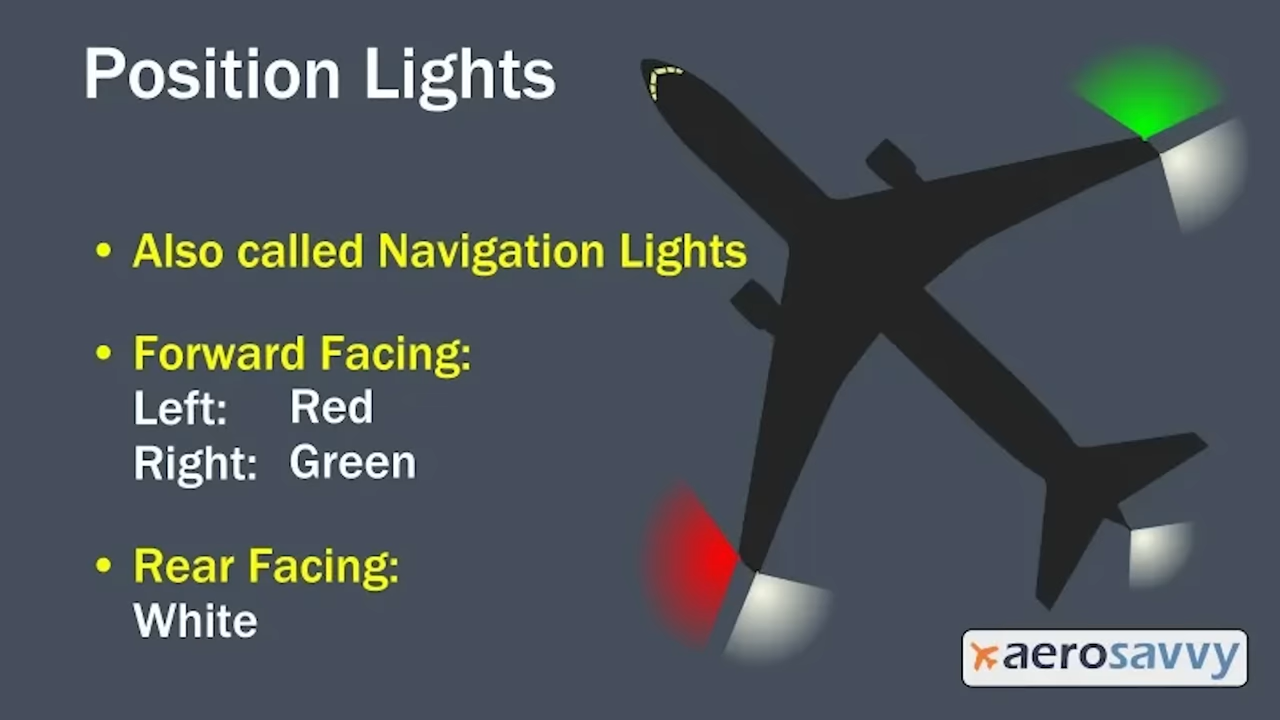 Position Lights
• Also called Navigation Lights
• Forward Facing:
Left: Red
Right: Green
• Rear Facing:
White
aerosavvy